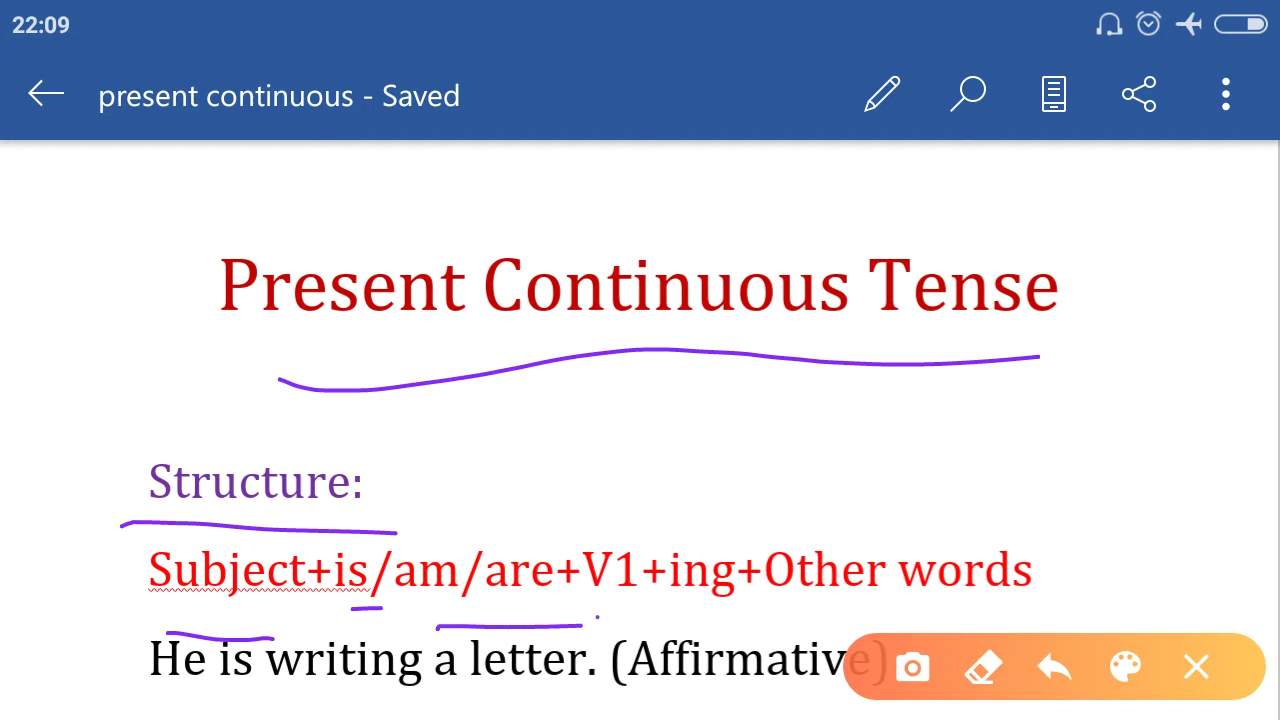 22:09
present continuous - Saved
Present Continuous Tense
Structure:
Subject+is/am/are+V1+ing+Other words
He is writing a letter. (Affirmative)